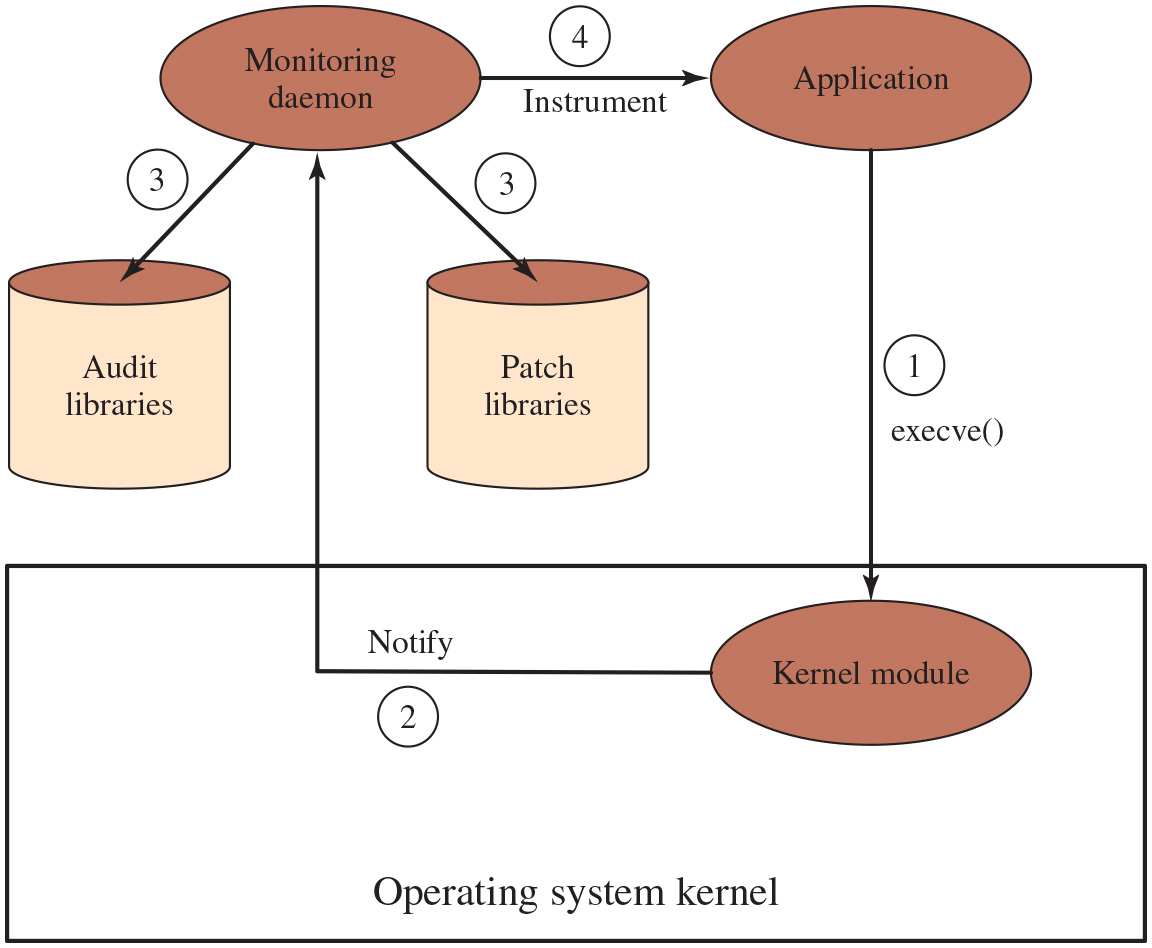 4
Monitoring
daemon
Application
Instrument
3
3
Audit
libraries
Patch
libraries
1
execve()
Notify
Kernel module
2
Operating system kernel